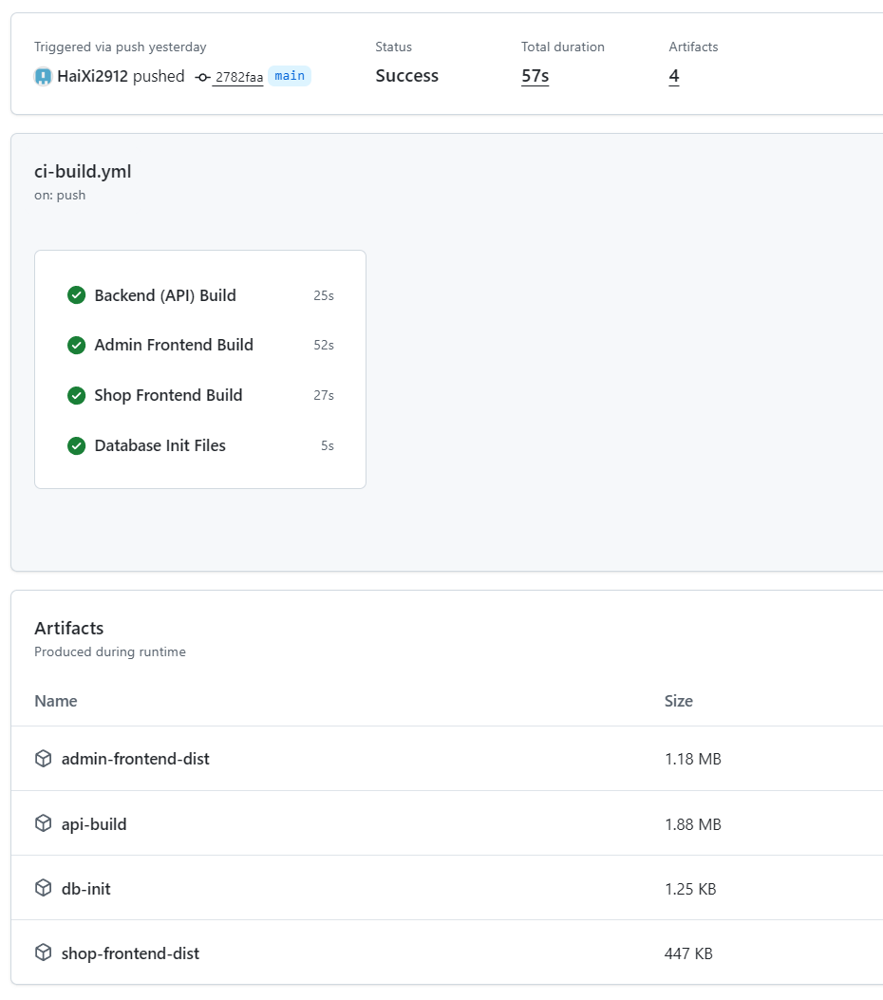 Triggered via push yesterday Status Total duration Artifacts
HaiXi2912 pushed 2782faa main Success 57s 4
ci-build.yml
on: push
Backend (API) Build 25s
Admin Frontend Build 52s
Shop Frontend Build 27s
Database Init Files 5s
Artifacts
Produced during runtime
Name Size
admin-frontend-dist 1.18 MB
api-build 1.88 MB
db-init 1.25 KB
shop-frontend-dist 447 KB